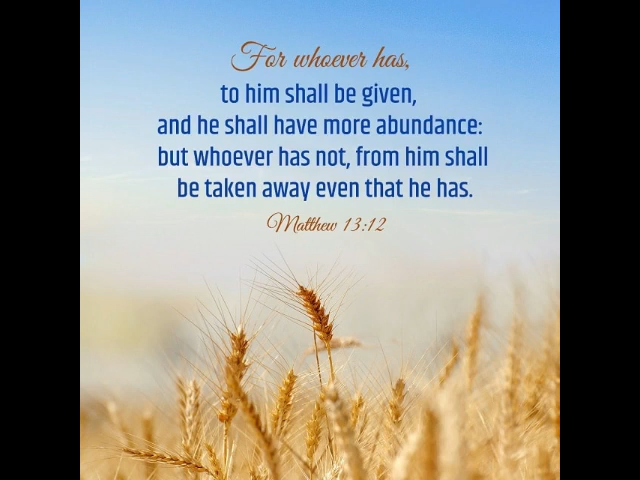 For whoever has,
to him shall be given,
and he shall have more abundance:
but whoever has not, from him shall
be taken away even that he has.
Matthew 13:12